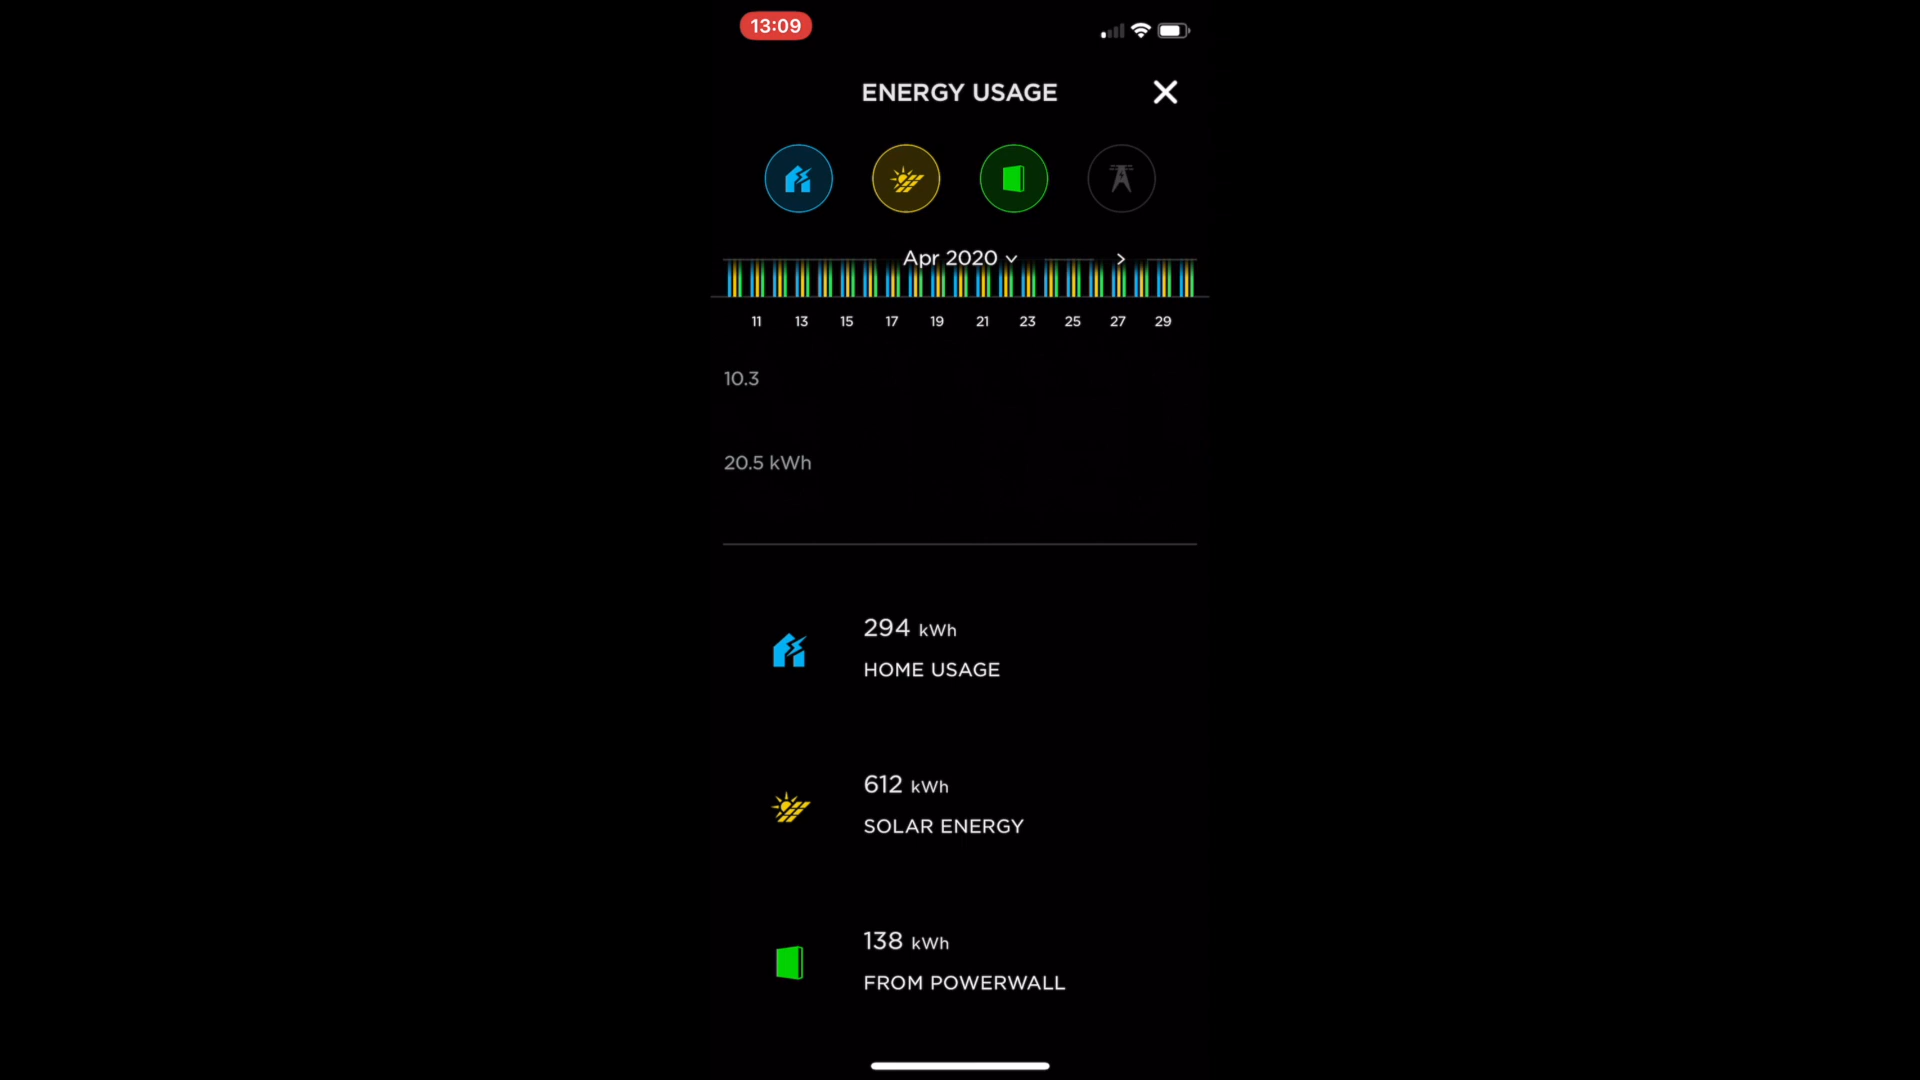 13:09
ENERGY USAGE
Apr 2020
11 13 15 17 19 21 23 25 27 29
10.3
20.5 kWh
294 kWh
HOME USAGE
612 kWh
SOLAR ENERGY
138 kWh
FROM POWERWALL